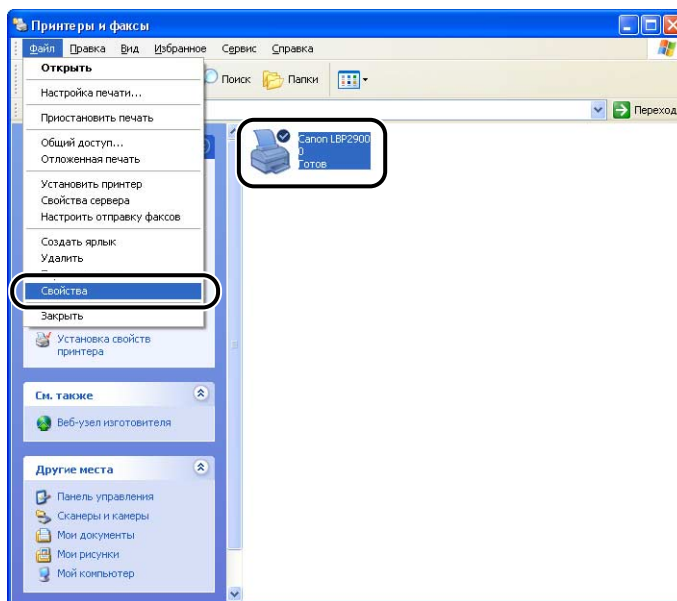 Принтеры и факсы
Файл Правка Вид Избранное Сервис Справка
Поиск Папки
Переход
Открыть
Настройка печати...
Приостановить печать
Общий доступ...
Отложенная печать
Установить принтер
Свойства сервера
Настроить отправку факсов
Создать ярлык
Удалить
Свойства
Закрыть
Canon LBP2900
0
Готов
Установка свойств
принтера
См. также
Веб-узел изготовителя
Другие места
Панель управления
Сканеры и камеры
Мои документы
Мои рисунки
Мой компьютер